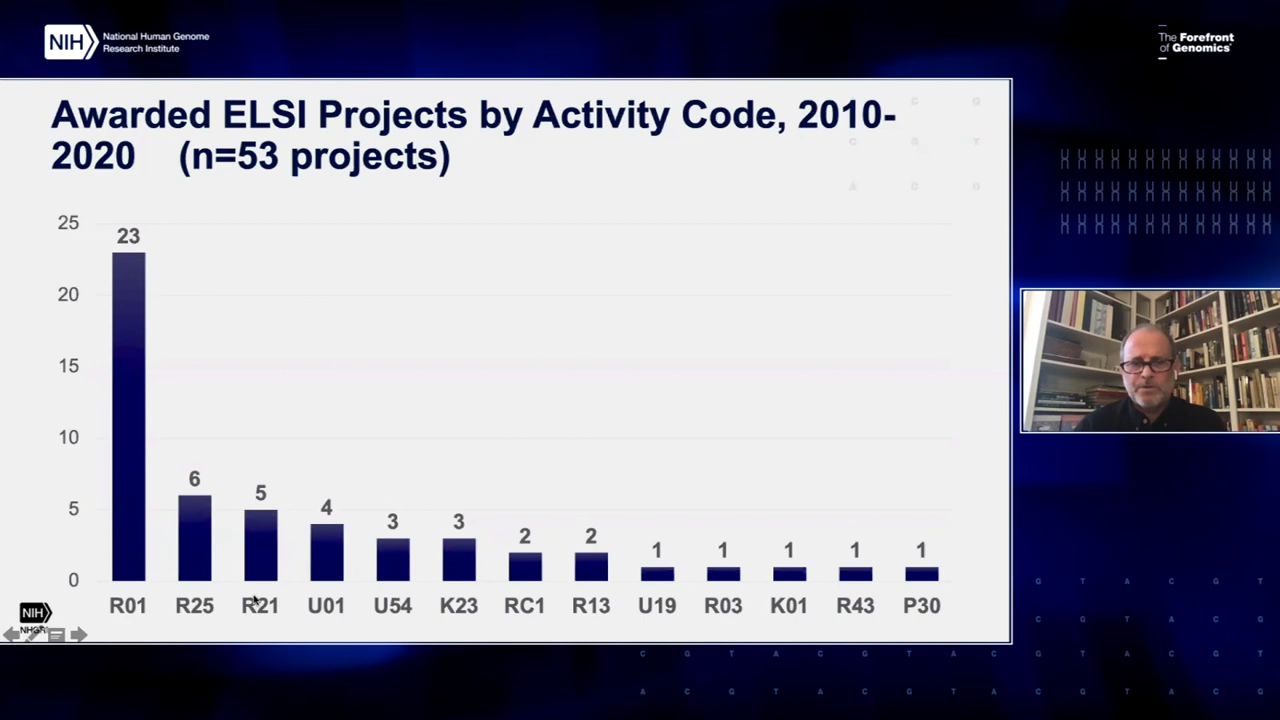 NIH
National Human Genome
Research Institute
The Forefront
of Genomics
Awarded ELSI Projects by Activity Code, 2010-
2020 (n=53 projects)
25
20
15
10
5
0
23
6
5
4
3
3
2
2
1
1
1
1
1
R01 R25 R21 U01 U54 K23 RC1 R13 U19 R03 K01 R43 P30
NIH
G T A C G T
C G T A C G
C G T A C G T A C G T A C G T
A C G T A C G T A C G T A C G